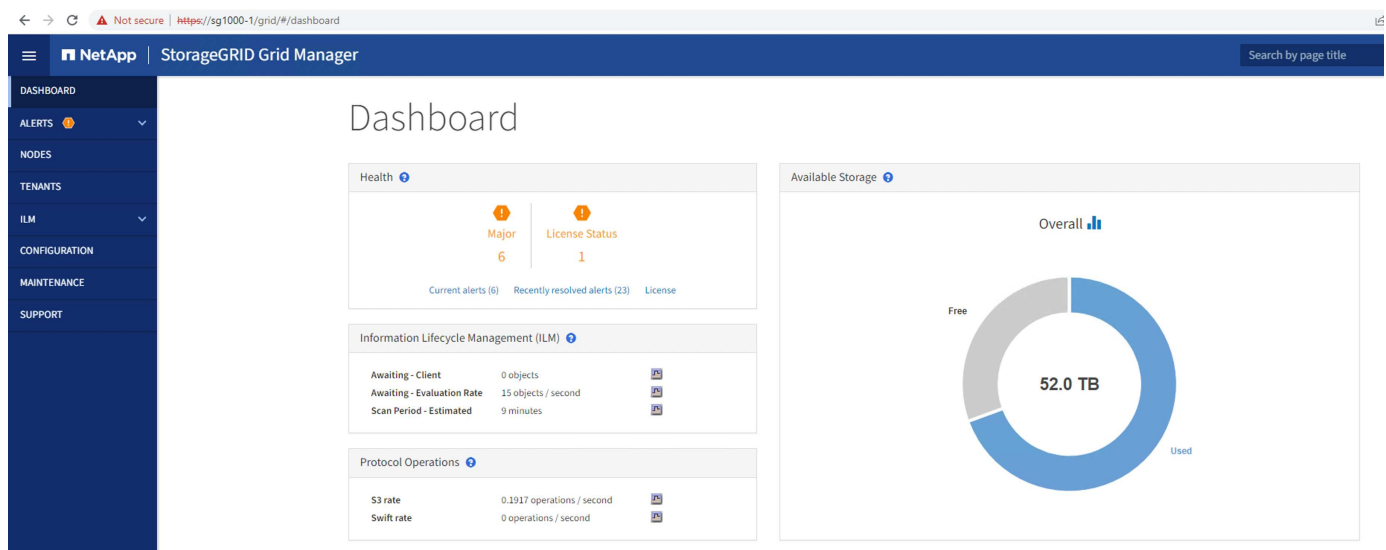 Not secure | https://sg1000-1/grid/#/dashboard
NetApp | StorageGRID Grid Manager
Search by page title
DASHBOARD
ALERTS
NODES
TENANTS
ILM
CONFIGURATION
MAINTENANCE
SUPPORT
Dashboard
Health
Major
6
License Status
1
Current alerts (6) Recently resolved alerts (23) License
Information Lifecycle Management (ILM)
Awaiting - Client 0 objects
Awaiting - Evaluation Rate 15 objects / second
Scan Period - Estimated 9 minutes
Protocol Operations
S3 rate 0.1917 operations / second
Swift rate 0 operations / second
Available Storage
Overall
Free
52.0 TB
Used